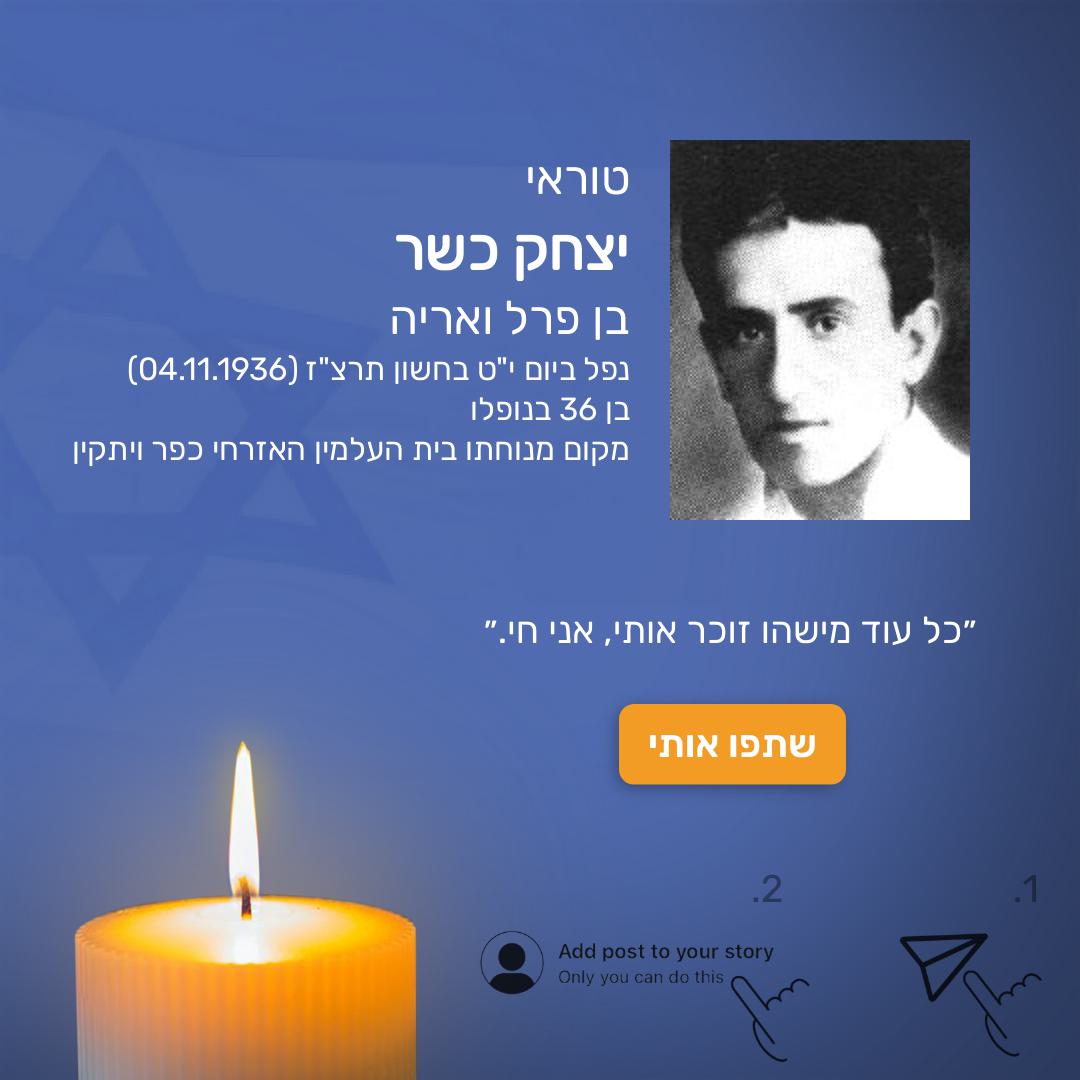 טוראי
יצחק כשר
בן פרל ואריה
נפל ביום י"ט בחשון תרצ"ז (04.11.1936)
בן 36 בנופלו
מקום מנוחתו בית העלמין האזרחי כפר ויתקין
״כל עוד מישהו זוכר אותי, אני חי.״
שתפו אותי
1.
2.
Add post to your story
Only you can do this